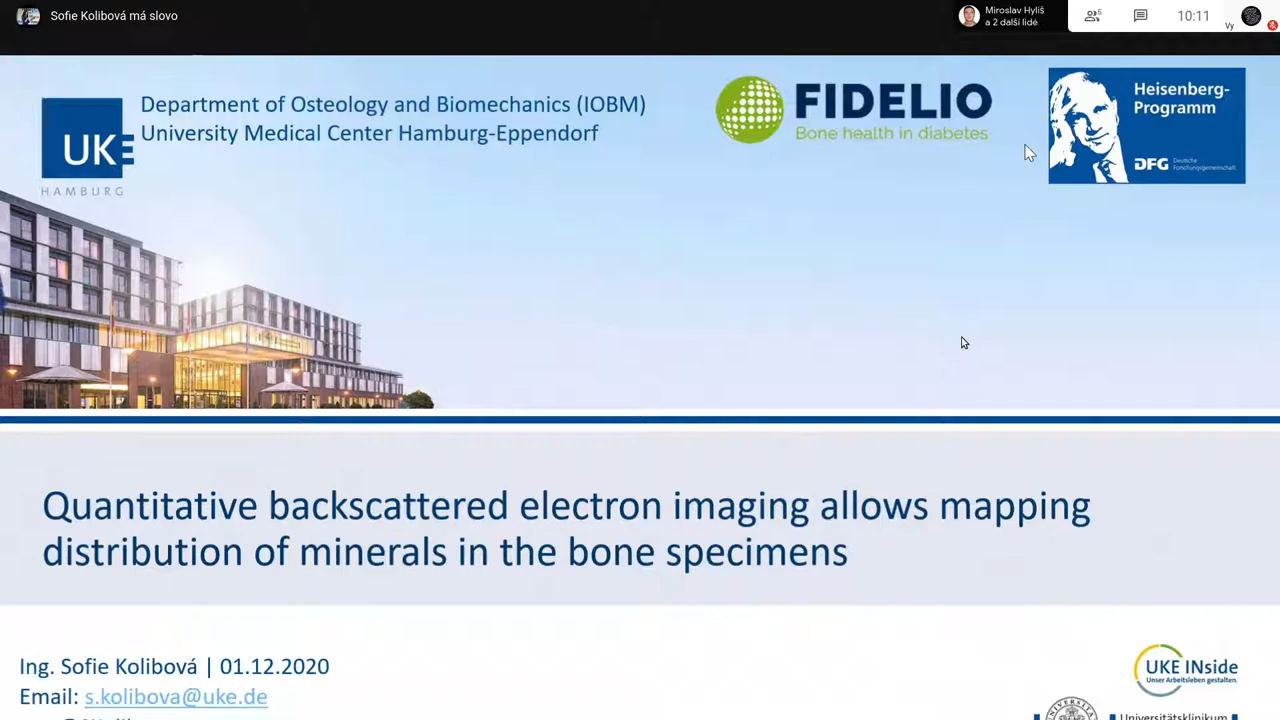 Sofie Kolibová má slovo
Miroslav Hyliš
a 2 další lidé
5
10:11
Vy
UKE
HAMBURG
Department of Osteology and Biomechanics (IOBM)
University Medical Center Hamburg-Eppendorf
FIDELIO
Bone health in diabetes
Heisenberg-
Programm
DFG
Deutsche
Forschungsgemeinschaft
Quantitative backscattered electron imaging allows mapping
distribution of minerals in the bone specimens
Ing. Sofie Kolibová | 01.12.2020
Email: s.kolibova@uke.de
UKE INside
Unser Arbeitsleben gestalten.
Universitätsklinikum